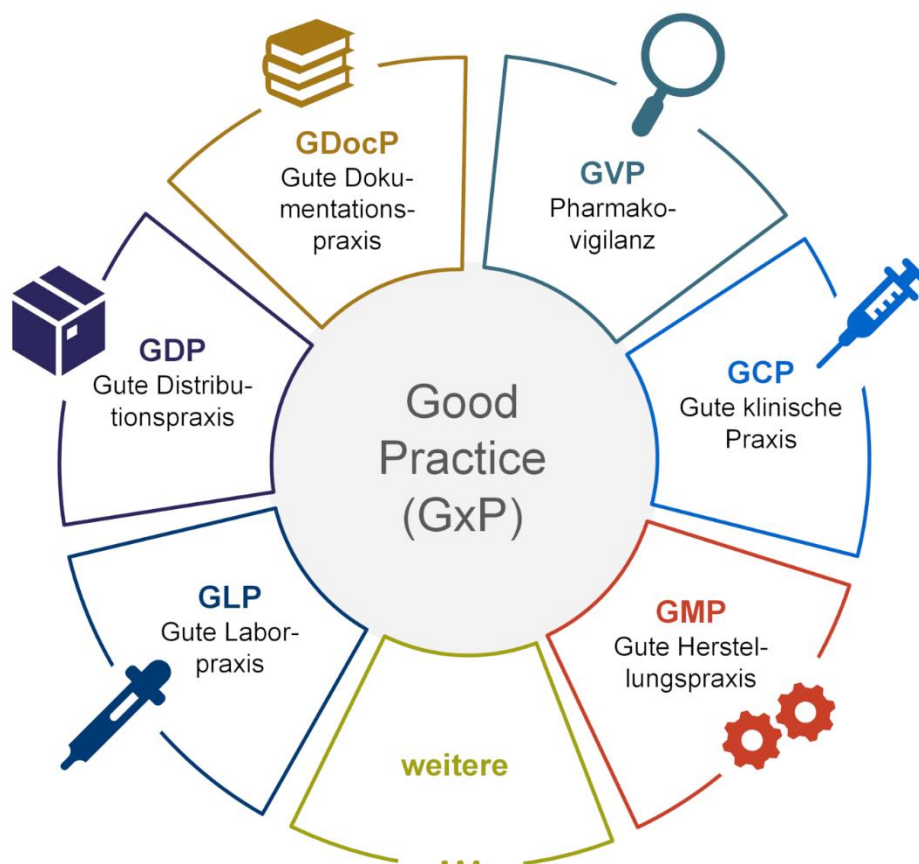 GDocP
Gute Doku-
mentations-
praxis
GVP
Pharmako-
vigilanz
GDP
Gute Distribu-
tionspraxis
Good
Practice
(GxP)
GCP
Gute klinische
Praxis
GLP
Gute Labor-
praxis
GMP
Gute Herstel-
lungspraxis
weitere
...